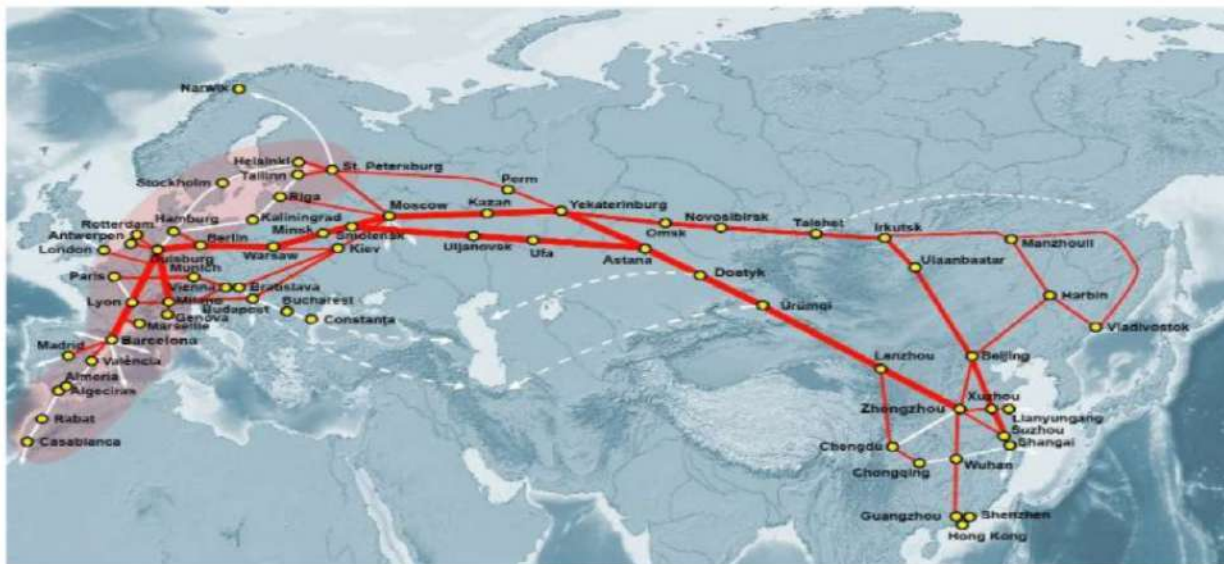 Narwik
Helsinki
St. Petersburg
Tallinn
Stockholm
Perm
Riga
Moscow
Kazan
Yekaterinburg
Rotterdam
Hamburg
Kaliningrad
Novosibirsk
Taishet
Antwerpen
Minsk
Smolensk
Omsk
Irkutsk
Manzhouli
London
Berlin
Duisburg
Warsaw
Kiev
Uljanovsk
Ufa
Astana
Ulaanbaatar
Paris
Munich
Dostyk
Vienna
Bratislava
Harbin
Lyon
Milano
Budapest
Bucharest
Ürümqi
Genova
Constanța
Marseille
Vladivostok
Barcelona
Madrid
València
Lanzhou
Beijing
Almeria
Algeciras
Zhengzhou
Xuzhou
Rabat
Lianyungang
Casablanca
Suzhou
Chengdu
Shangai
Chongqing
Wuhan
Guangzhou
Shenzhen
Hong Kong